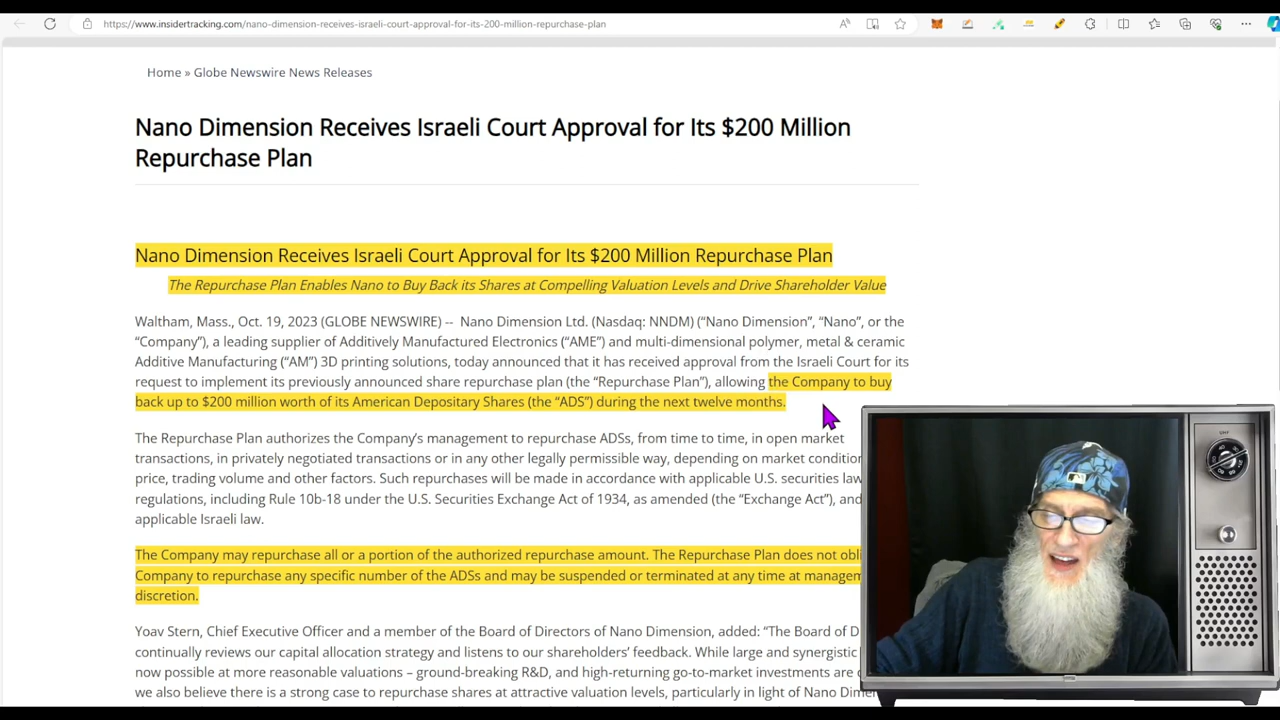 https://www.insidertracking.com/nano-dimension-receives-israeli-court-approval-for-its-200-million-repurchase-plan
Home » Globe Newswire News Releases
Nano Dimension Receives Israeli Court Approval for Its $200 Million
Repurchase Plan
Nano Dimension Receives Israeli Court Approval for Its $200 Million Repurchase Plan
The Repurchase Plan Enables Nano to Buy Back its Shares at Compelling Valuation Levels and Drive Shareholder Value
Waltham, Mass., Oct. 19, 2023 (GLOBE NEWSWIRE) -- Nano Dimension Ltd. (Nasdaq: NNDM) (“Nano Dimension”, “Nano”, or the
“Company”), a leading supplier of Additively Manufactured Electronics (“AME”) and multi-dimensional polymer, metal & ceramic
Additive Manufacturing (“AM”) 3D printing solutions, today announced that it has received approval from the Israeli Court for its
request to implement its previously announced share repurchase plan (the “Repurchase Plan”), allowing the Company to buy
back up to $200 million worth of its American Depositary Shares (the “ADS”) during the next twelve months.
The Repurchase Plan authorizes the Company’s management to repurchase ADSs, from time to time, in open market
transactions, in privately negotiated transactions or in any other legally permissible way, depending on market condition
price, trading volume and other factors. Such repurchases will be made in accordance with applicable U.S. securities law
regulations, including Rule 10b-18 under the U.S. Securities Exchange Act of 1934, as amended (the “Exchange Act”), and
applicable Israeli law.
The Company may repurchase all or a portion of the authorized repurchase amount. The Repurchase Plan does not obli
Company to repurchase any specific number of the ADSs and may be suspended or terminated at any time at managem
discretion.
Yoav Stern, Chief Executive Officer and a member of the Board of Directors of Nano Dimension, added: “The Board of D
continually reviews our capital allocation strategy and listens to our shareholders’ feedback. While large and synergistic
now possible at more reasonable valuations – ground-breaking R&D, and high-returning go-to-market investments are
we also believe there is a strong case to repurchase shares at attractive valuation levels, particularly in light of Nano Dime